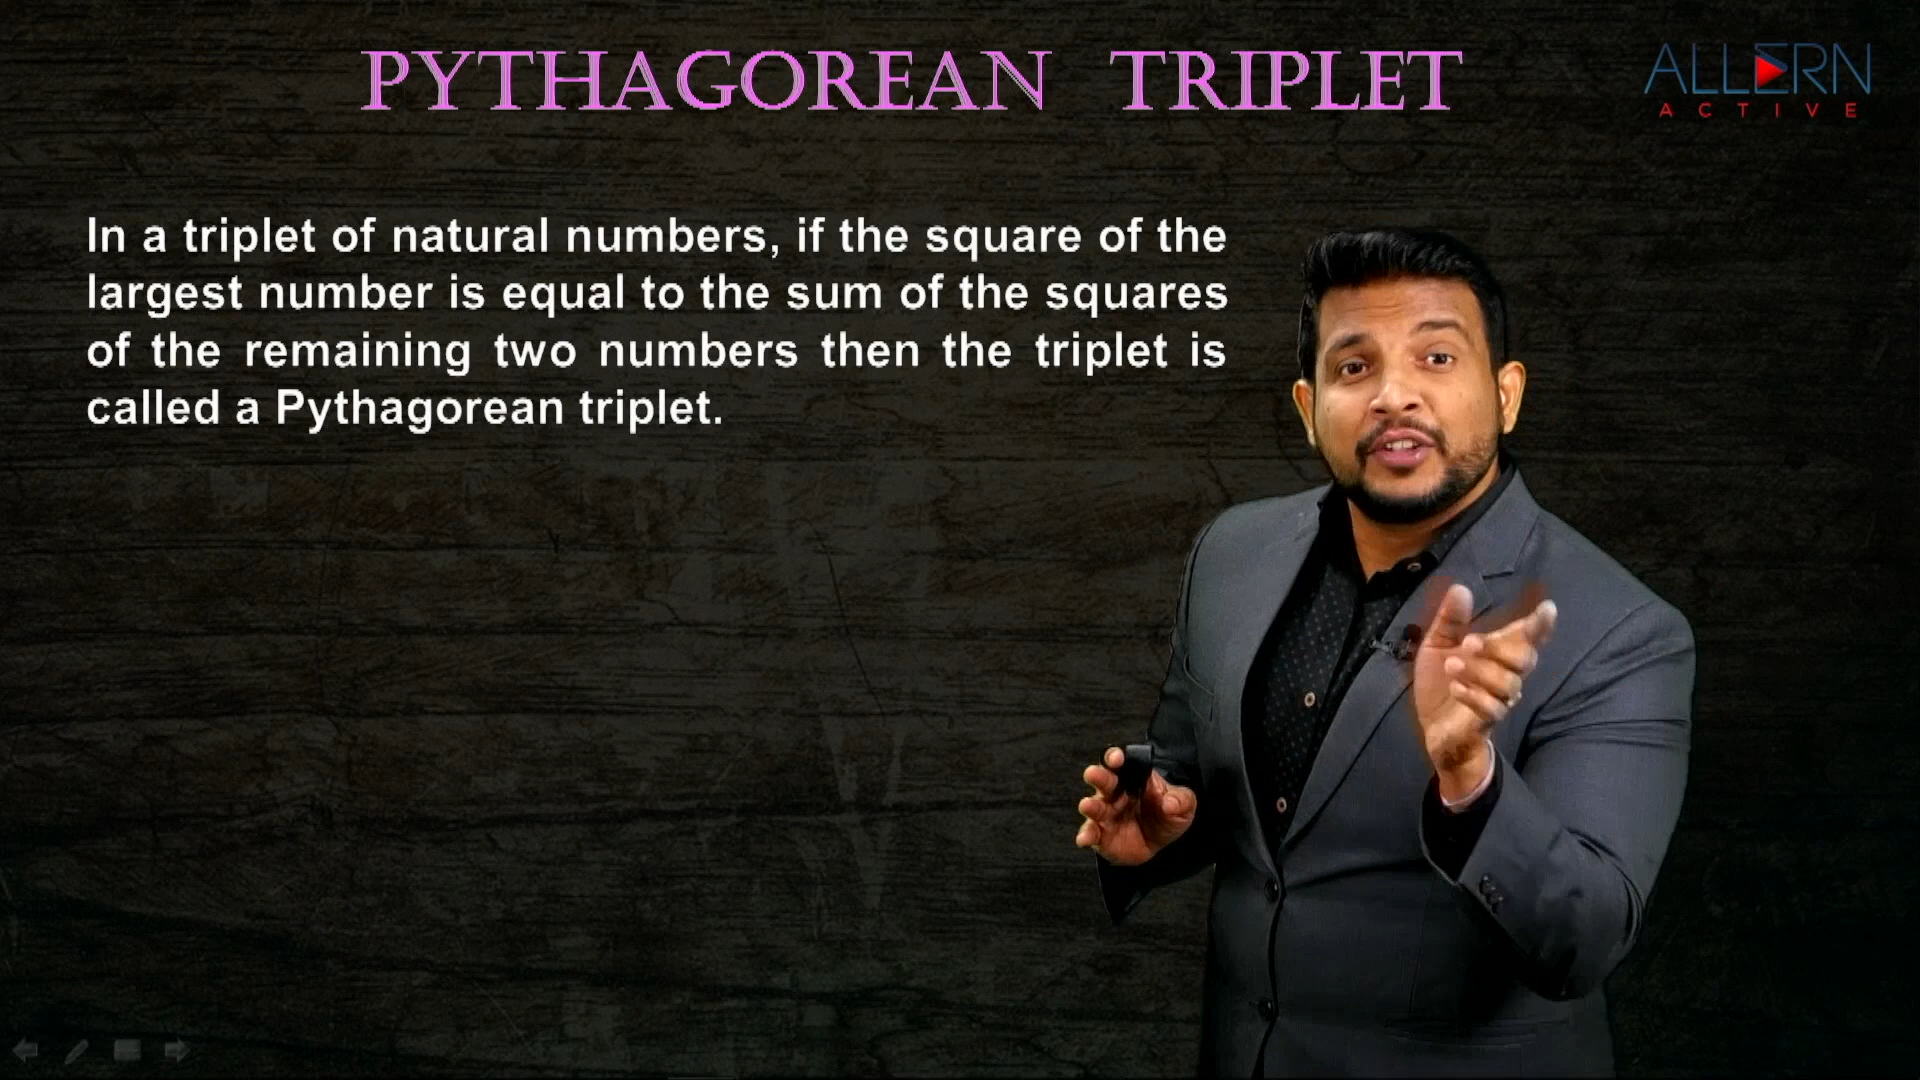 PYTHAGOREAN TRIPLET
ALLERN
ACTIVE
In a triplet of natural numbers, if the square of the
largest number is equal to the sum of the squares
of the remaining two numbers then the triplet is
called a Pythagorean triplet.